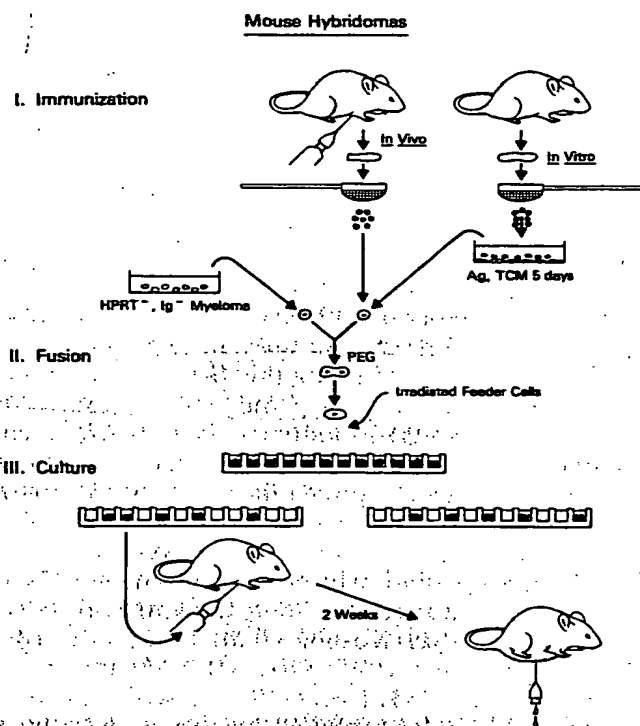 Mouse Hybridomas
I. Immunization
In Vivo
In Vitro
Ag, TCM 5 days
HPRT⁻, Ig⁻ Myeloma
II. Fusion
PEG
Irradiated Feeder Cells
III. Culture
2 Weeks